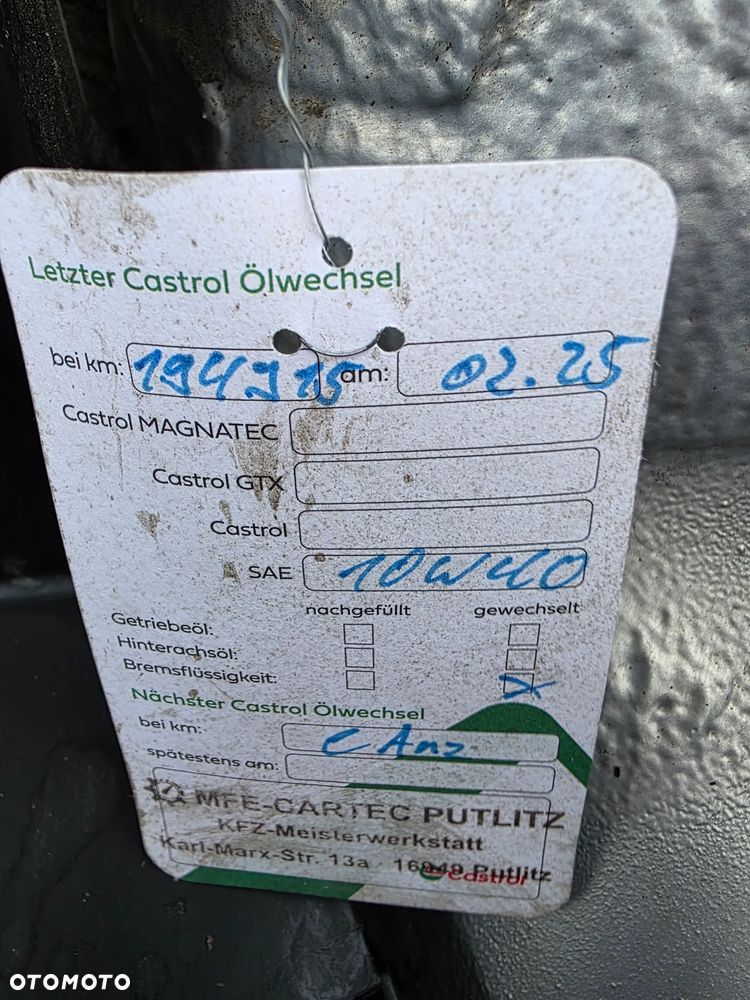 Letzter Castrol Ölwechsel
bei km: 194915 am: 02.25
Castrol MAGNATEC
Castrol GTX
Castrol
SAE 10W40
nachgefüllt gewechselt
Getriebeöl:
Hinterachsöl:
Bremsflüssigkeit:
Nächster Castrol Ölwechsel
bei km: Anz
spätestens am:
MFE-CARTEC PUTLITZ
KFZ-Meisterwerkstatt
Karl-Marx-Str. 13a · 16949 Putlitz
Castrol
OTOMOTO